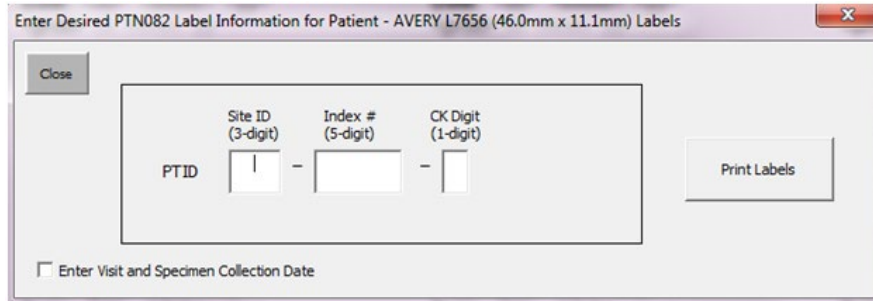 Enter Desired PTN082 Label Information for Patient - AVERY L7656 (46.0mm x 11.1mm) Labels
Close
Site ID Index # CK Digit
(3-digit) (5-digit) (1-digit)
PTID – –
Print Labels
Enter Visit and Specimen Collection Date